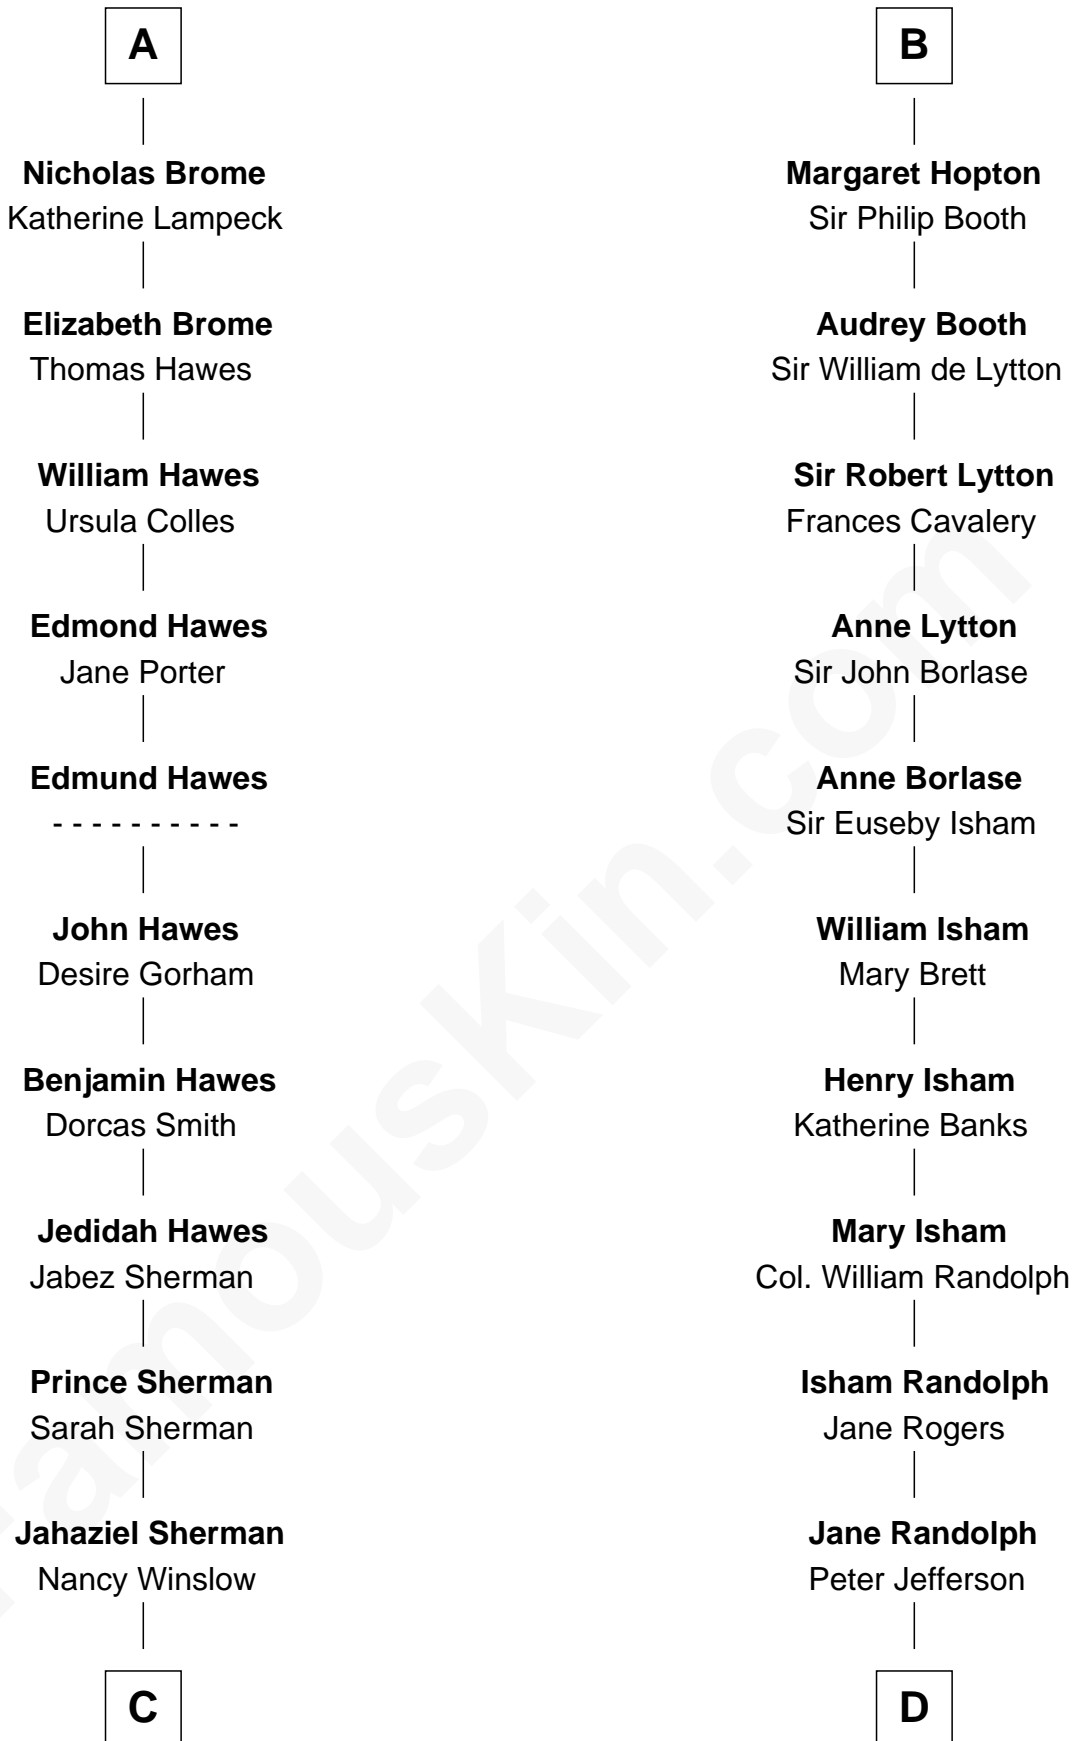 A
Nicholas Brome
Katherine Lampeck
Elizabeth Brome
Thomas Hawes
William Hawes
Ursula Colles
Edmond Hawes
Jane Porter
Edmund Hawes
- - - - - - - - - -
John Hawes
Desire Gorham
Benjamin Hawes
Dorcas Smith
Jedidah Hawes
Jabez Sherman
Prince Sherman
Sarah Sherman
Jahaziel Sherman
Nancy Winslow
C
B
Margaret Hopton
Sir Philip Booth
Audrey Booth
Sir William de Lytton
Sir Robert Lytton
Frances Cavalery
Anne Lytton
Sir John Borlase
Anne Borlase
Sir Euseby Isham
William Isham
Mary Brett
Henry Isham
Katherine Banks
Mary Isham
Col. William Randolph
Isham Randolph
Jane Rogers
Jane Randolph
Peter Jefferson
D
FamousKin.com